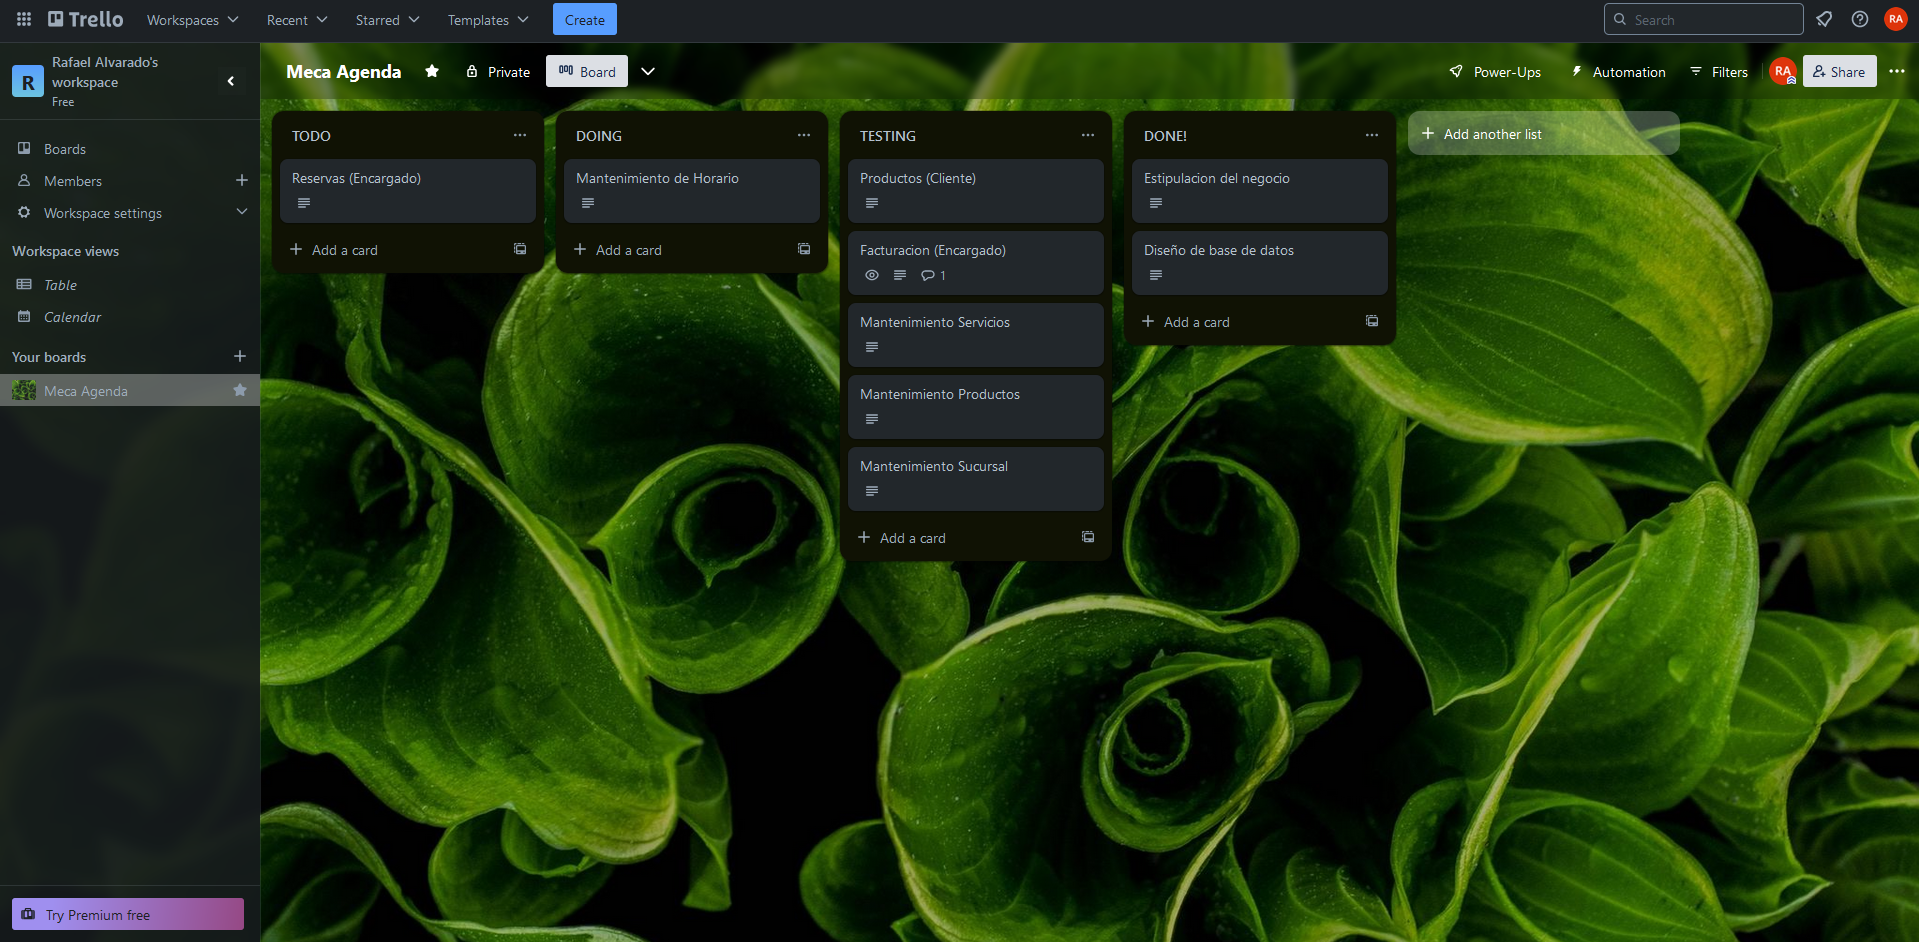 Trello
Workspaces
Recent
Starred
Templates
Create
Search
RA
R
Rafael Alvarado's
workspace
Free
Boards
Members
Workspace settings
Workspace views
Table
Calendar
Your boards
Meca Agenda
Try Premium free
Meca Agenda
Private
Board
Power-Ups
Automation
Filters
RA
Share
TODO
Reservas (Encargado)
Add a card
DOING
Mantenimiento de Horario
Add a card
TESTING
Productos (Cliente)
Facturacion (Encargado)
1
Mantenimiento Servicios
Mantenimiento Productos
Mantenimiento Sucursal
Add a card
DONE!
Estipulacion del negocio
Diseño de base de datos
Add a card
Add another list